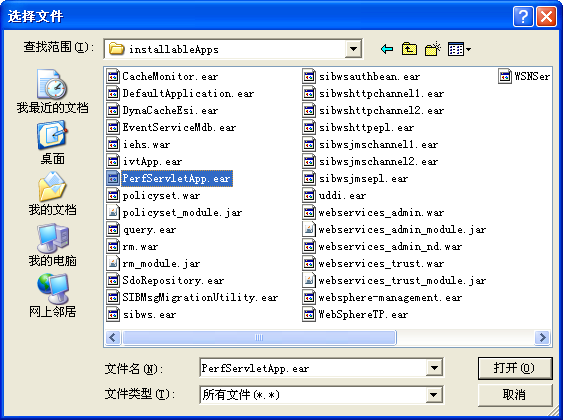 选择文件
查找范围(I):
installableApps
我最近的文档
桌面
我的文档
我的电脑
网上邻居
CacheMonitor.ear
DefaultApplication.ear
DynaCacheEsi.ear
EventServiceMdb.ear
iehs.war
ivtApp.ear
PerfServletApp.ear
policyset.war
policyset_module.jar
query.ear
rm.war
rm_module.jar
SdoRepository.ear
SIBMsgMigrationUtility.ear
sibws.ear
sibwsauthbean.ear
sibwshttpchannel1.ear
sibwshttpchannel2.ear
sibwshttpepl.ear
sibwsjmschannel1.ear
sibwsjmschannel2.ear
sibwsjmsepl.ear
uddi.ear
webservices_admin.war
webservices_admin_module.jar
webservices_admin_nd.war
webservices_trust.war
webservices_trust_module.jar
websphere-management.ear
WebSphereTP.ear
WSNSer
文件名(N):
PerfServletApp.ear
打开(O)
文件类型(T):
所有文件(*.*)
取消